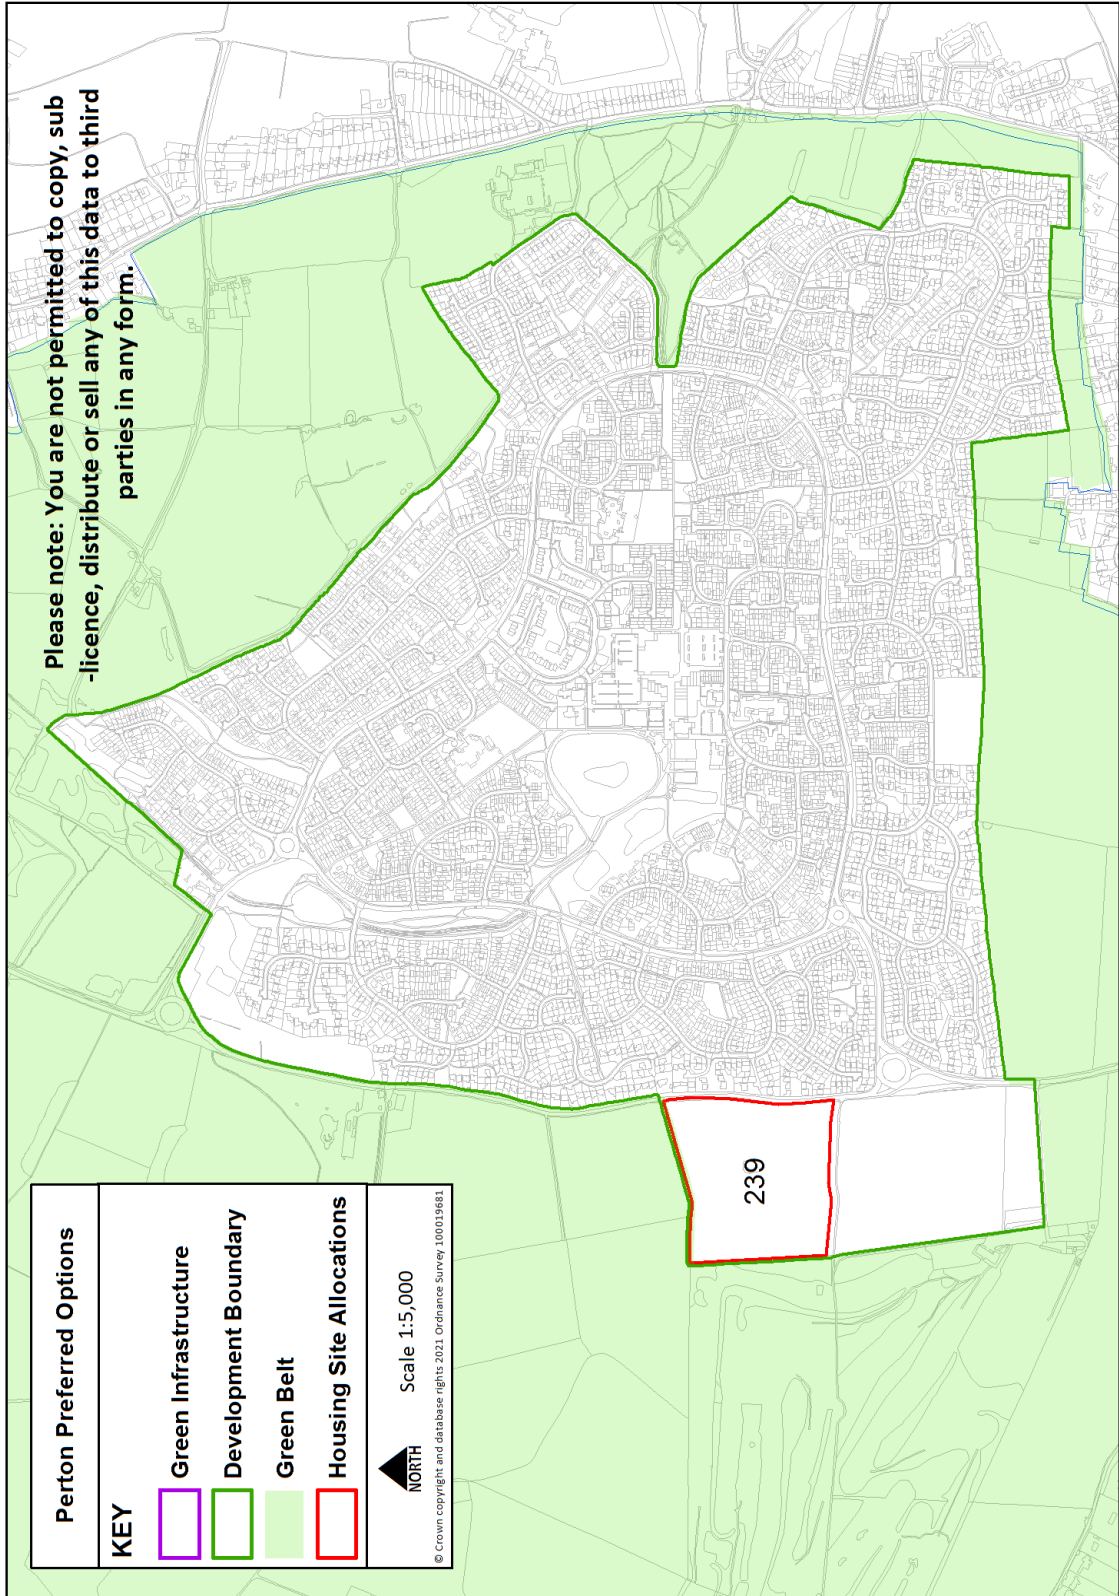 Please note: You are not permitted to copy, sub
-licence, distribute or sell any of this data to third
parties in any form.
239
Perton Preferred Options
KEY
Green Infrastructure
Development Boundary
Green Belt
Housing Site Allocations
NORTH
Scale 1:5,000
© Crown copyright and database rights 2021 Ordnance Survey 100019681